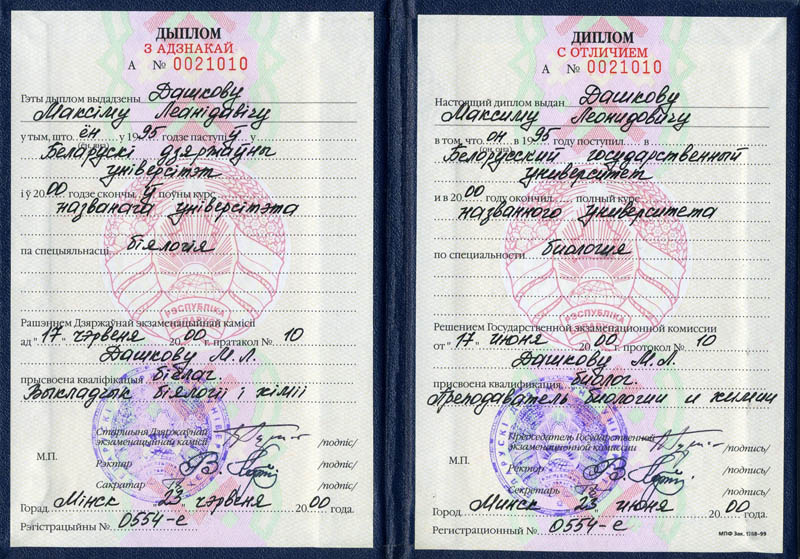 ДЫПЛОМ
З АДЗНАКАЙ
А № 0021010
Гэты дыплом выдадзены Дашкову
Максіму Леанідавічу
у тым, што ён у 1995 годзе паступіў у
Беларускі дзяржаўны
універсітэт
і ў 2000 годзе скончыў поўны курс
названага ўніверсітэта
па спецыяльнасці біялогія
Рашэннем Дзяржаўнай экзаменацыйнай камісіі
ад "17" чэрвеня 2000 г. пратакол № 10
Дашкову М.Л.
прысвоена кваліфікацыя біёлаг.
Выкладчык біялогіі і хіміі
Старшыня Дзяржаўнай
экзаменацыйнай камісіі /подпіс/
М.П.
Рэктар /подпіс/
Сакратар /подпіс/
Горад Мінск 23 чэрвеня 2000 года.
Рэгістрацыйны № 0554-е
РЭСПУБЛІКА
ДИПЛОМ
С ОТЛИЧИЕМ
А № 0021010
Настоящий диплом выдан Дашкову
Максиму Леонидовичу
в том, что он в 1995 году поступил в
(он, она)
Белорусский государственный
университет
и в 2000 году окончил полный курс
названного университета
по специальности биология
Решением Государственной экзаменационной комиссии
от "17" июня 2000 г. протокол № 10
Дашкову М.Л.
присвоена квалификация биолог.
Преподаватель биологии и химии
Председатель Государственной
экзаменационной комиссии /подпись/
М.П.
Ректор /подпись/
Секретарь /подпись/
Город Минск 23 июня 2000 года.
Регистрационный № 0554-е
МПФ Зак. 1288-99
РЭСПУБЛІКА